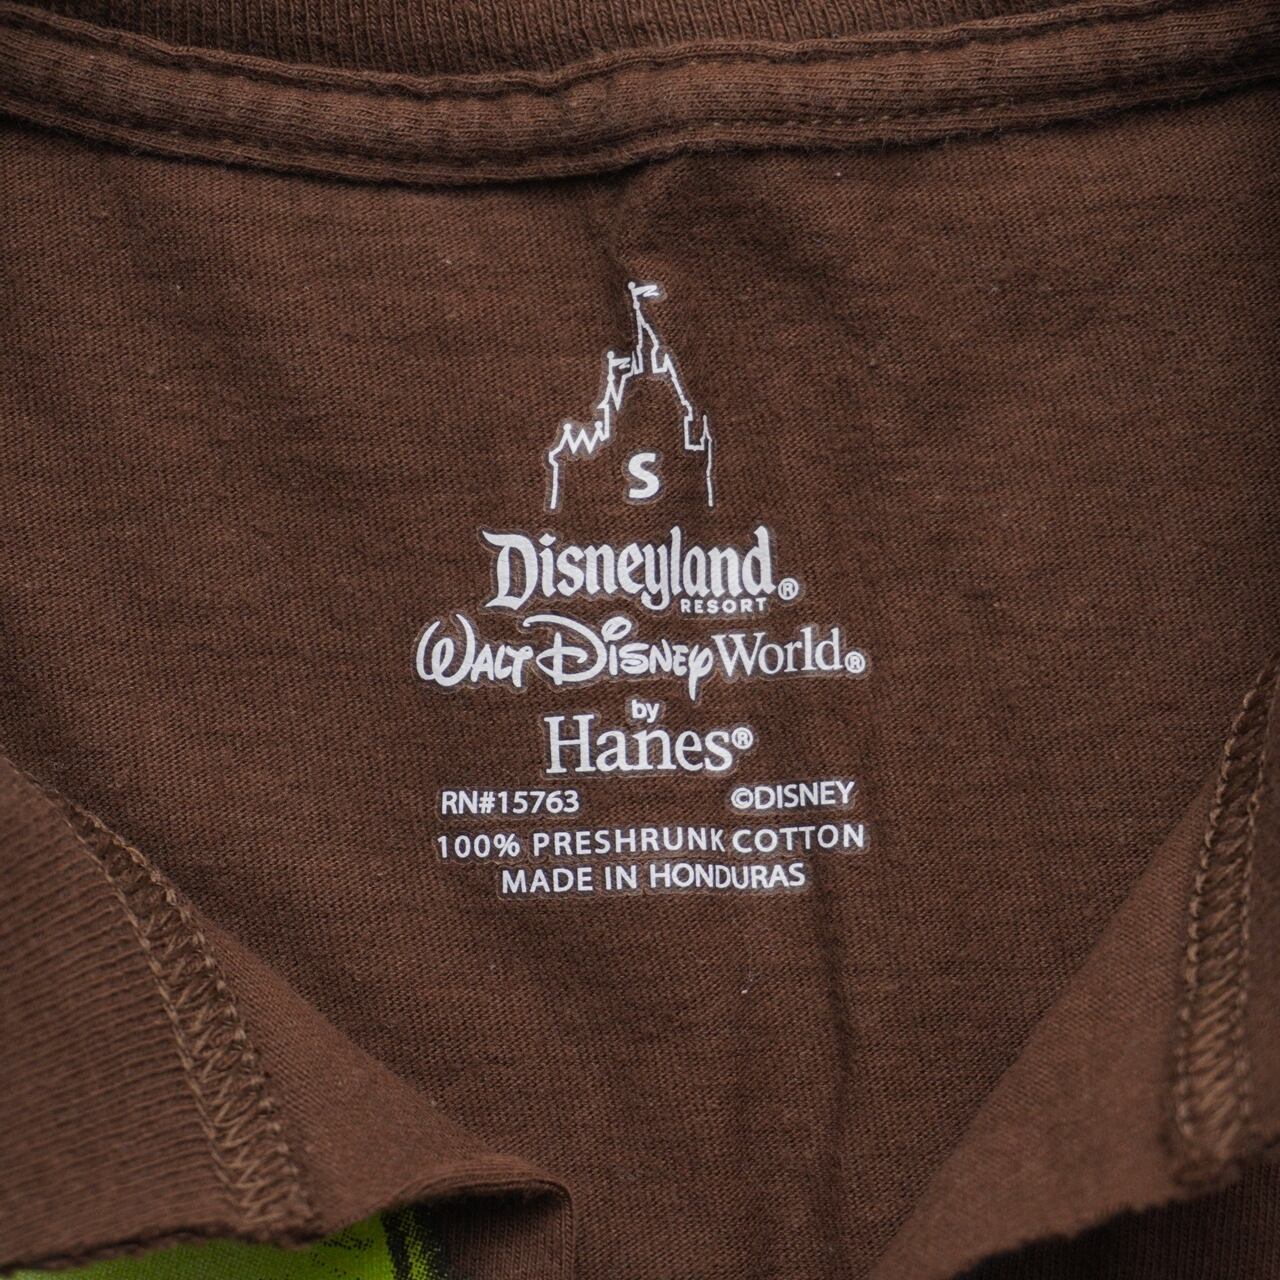 S
Disneyland®
RESORT
Walt Disney World®
by
Hanes®
RN#15763 ©DISNEY
100% PRESHRUNK COTTON
MADE IN HONDURAS